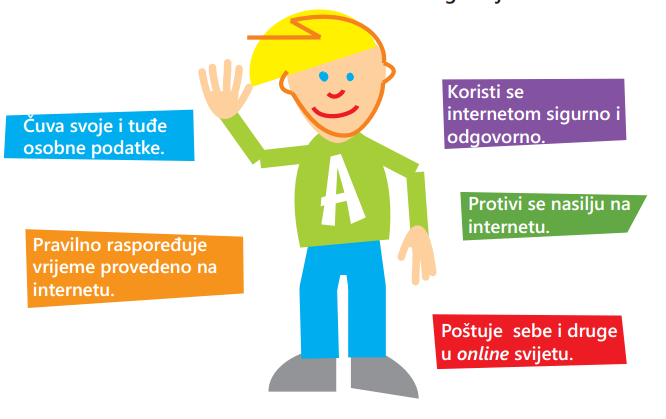 Čuva svoje i tuđe
osobne podatke.
Pravilno raspoređuje
vrijeme provedeno na
internetu.
A
Koristi se
internetom sigurno i
odgovorno.
Protivi se nasilju na
internetu.
Poštuje sebe i druge
u online svijetu.